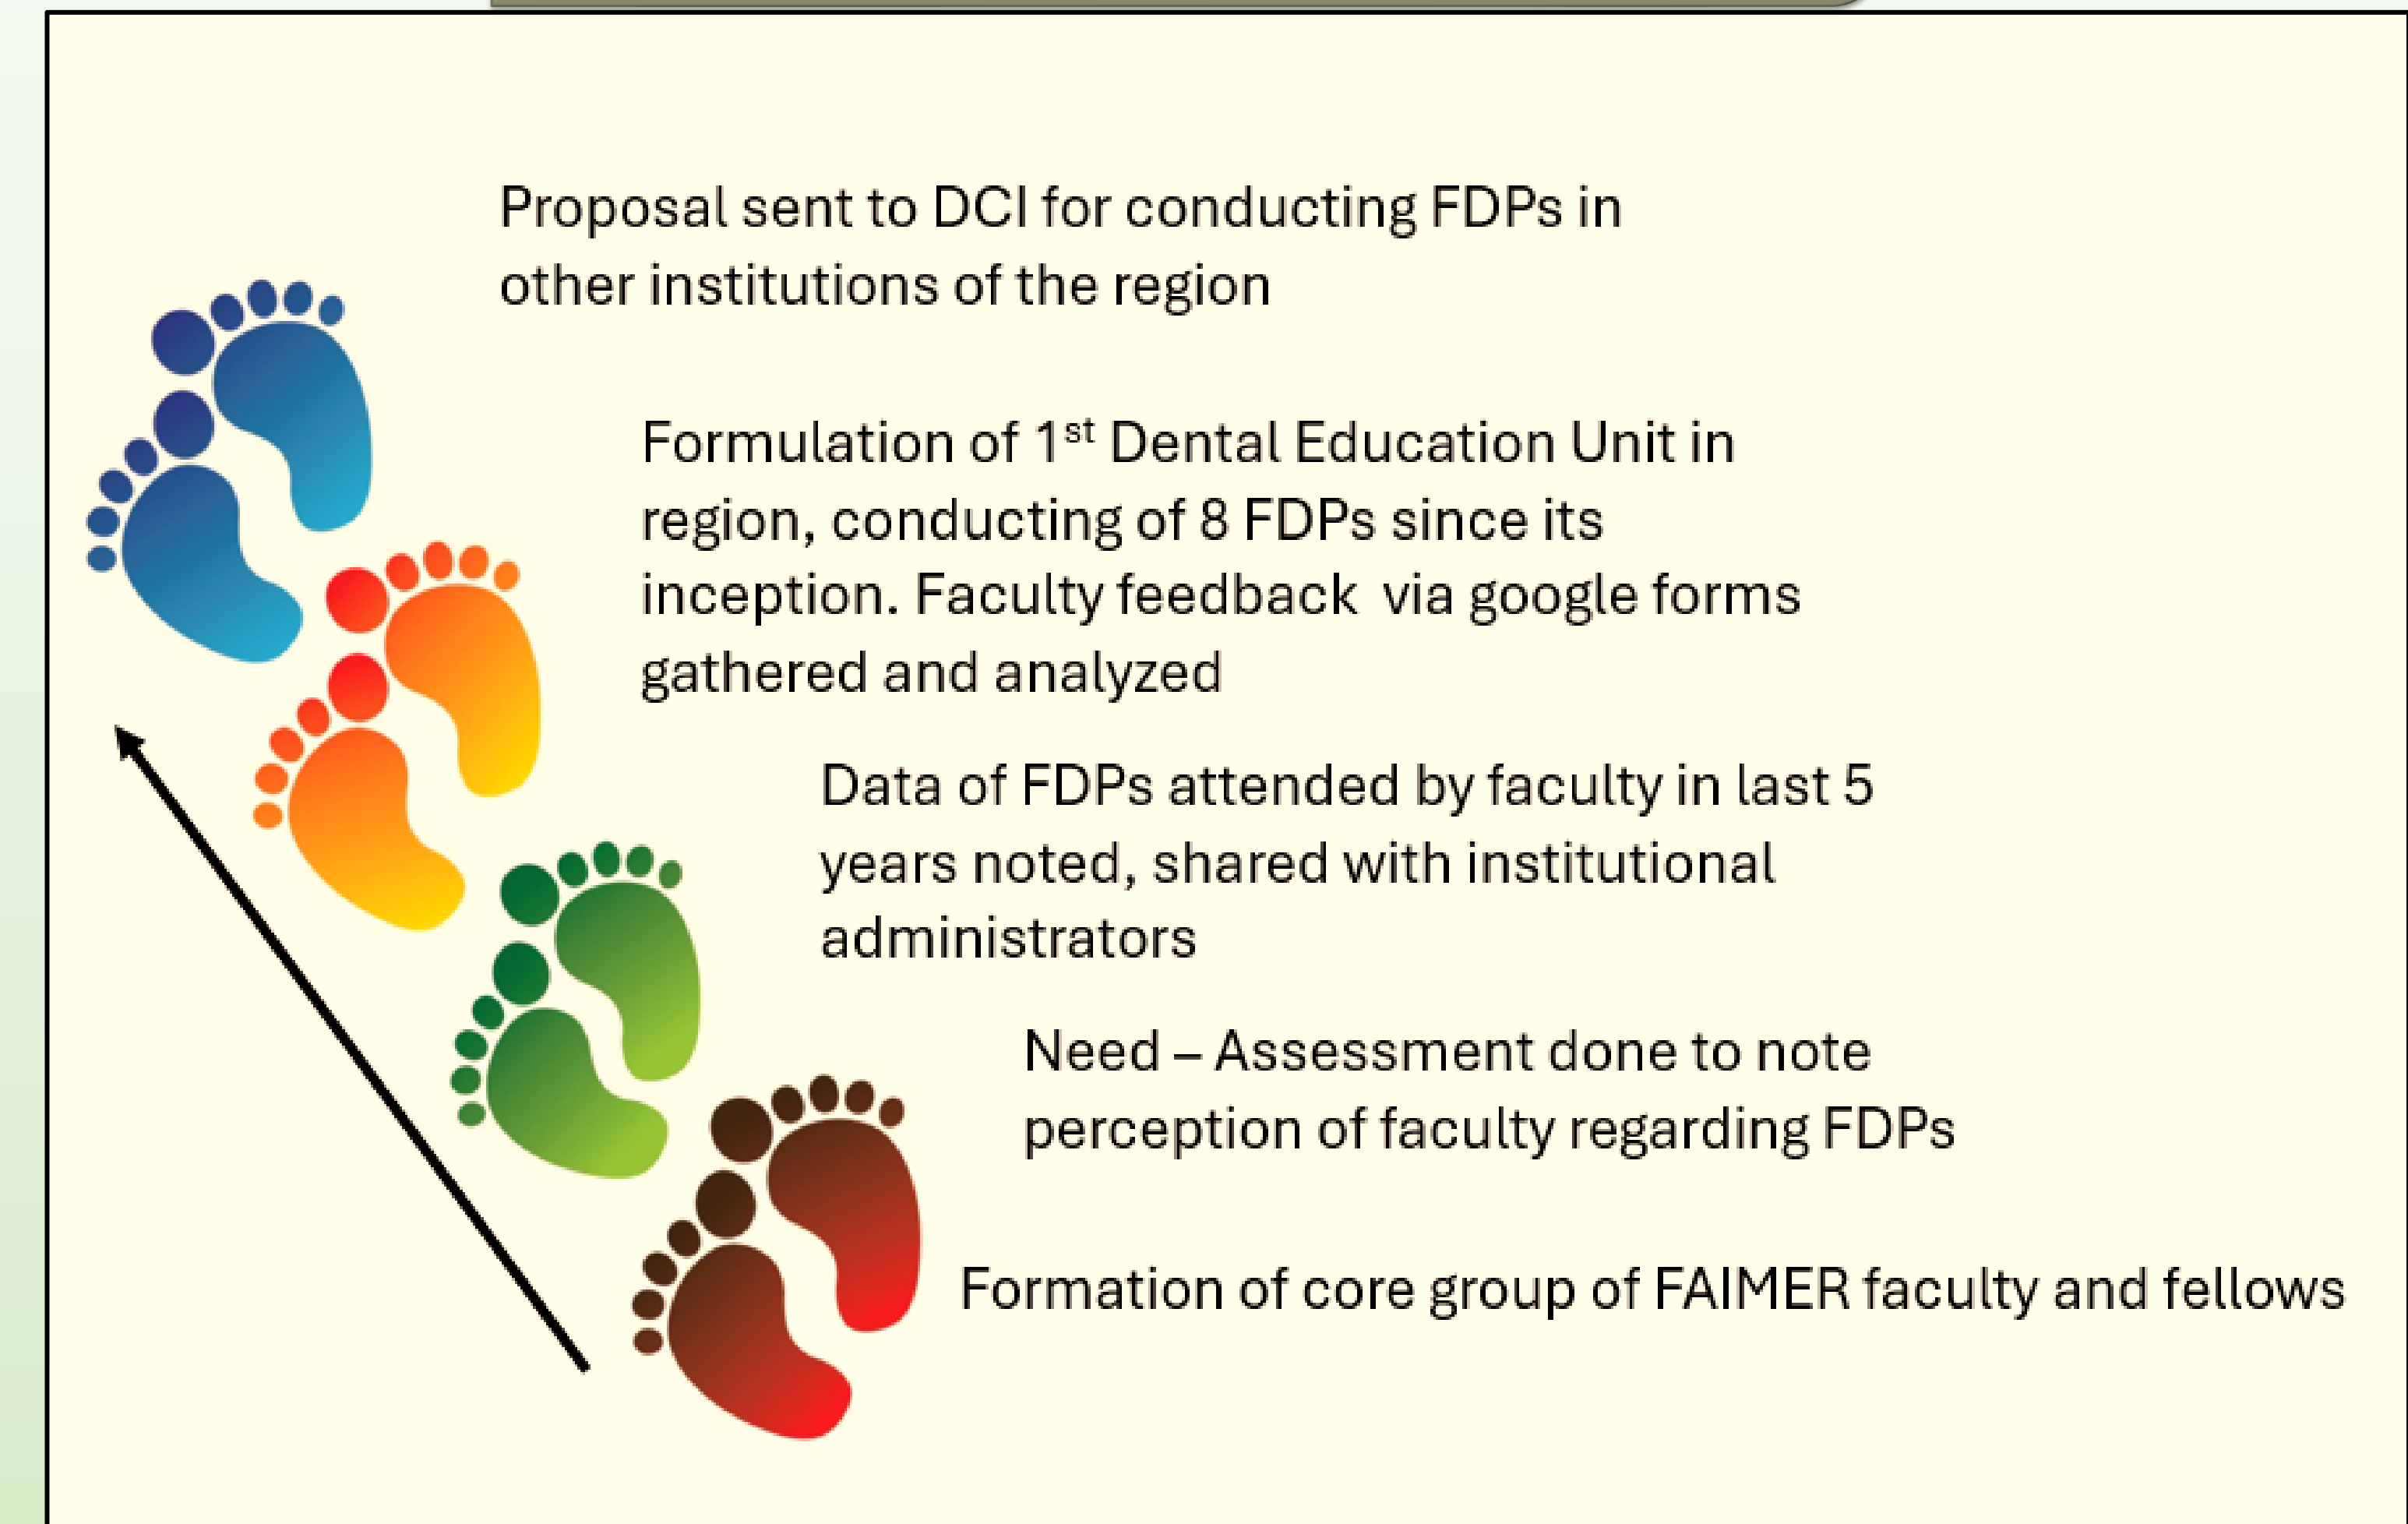 Proposal sent to DCI for conducting FDPs in
other institutions of the region
Formulation of 1st Dental Education Unit in
region, conducting of 8 FDPs since its
inception. Faculty feedback  via google forms
gathered and analyzed
Data of FDPs attended by faculty in last 5
years noted, shared with institutional
administrators
Need – Assessment done to note
perception of faculty regarding FDPs
Formation of core group of FAIMER faculty and fellows